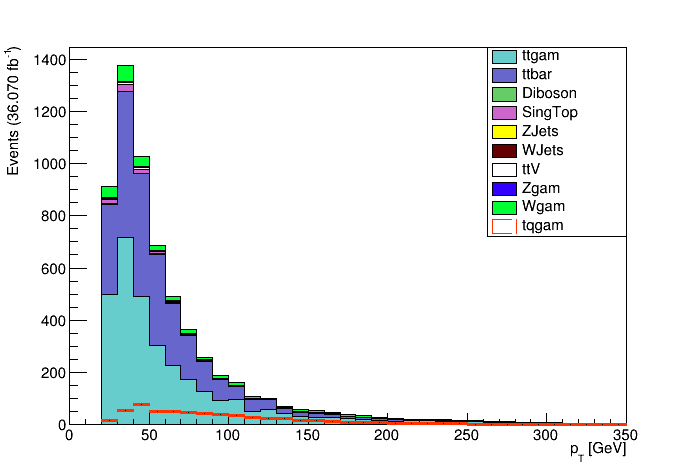 Events (36.070 fb⁻¹)
1400
1200
1000
800
600
400
200
0
0 50 100 150 200 250 300 350
p_T [GeV]
ttgam
ttbar
Diboson
SingTop
ZJets
WJets
ttV
Zgam
Wgam
tqgam